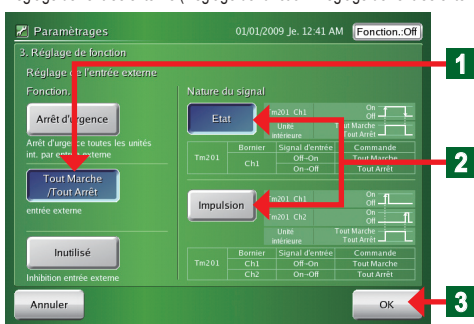 Paramètrages 01/01/2009 Je. 12:41 AM Fonction.:Off
3. Réglage de fonction
Réglage de l'entrée externe
Fonction.
Nature du signal
Arrêt d'urgence
Arrêt d'urgence toutes les unités
int. par entrée externe
Tout Marche
/Tout Arrêt
entrée externe
Inutilisé
Inhibition entrée externe
Etat
Tm201 Ch1 On
Off
Unité Tout Marche
intérieure Tout Arrêt
Bornier Signal d'entrée Commande
Tm201 Ch1 Off→On Tout Marche
On→Off Tout Arrêt
Impulsion
Tm201 Ch1 On
Off
Tm201 Ch2 On
Off
Unité Tout Marche
intérieure Tout Arrêt
Bornier Signal d'entrée Commande
Tm201 Ch1 Off→On Tout Marche
Ch2 On→Off Tout Arrêt
Annuler
OK
1
2
3